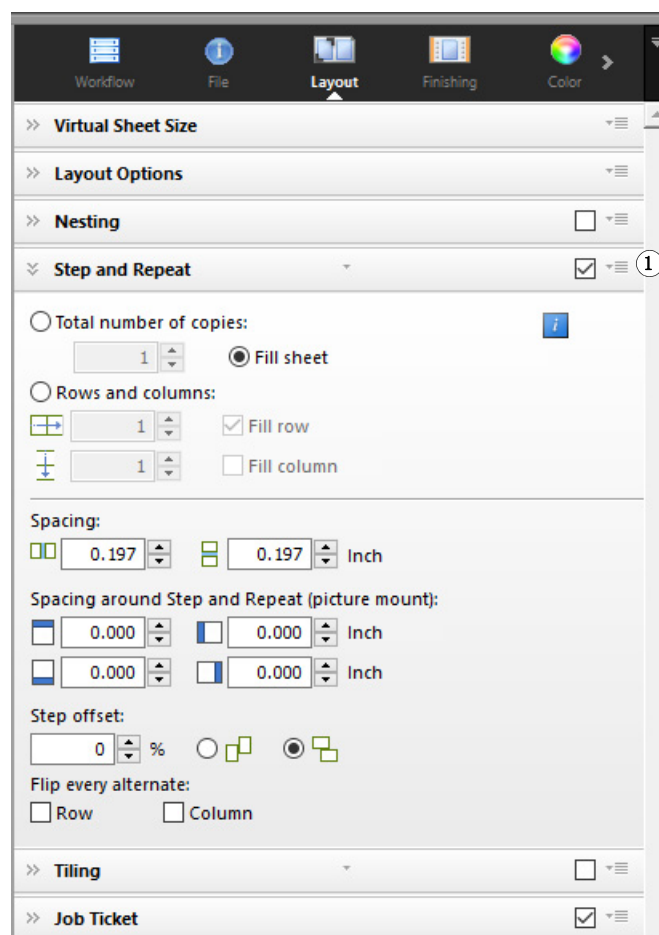 Workflow File Layout Finishing Color
Virtual Sheet Size
Layout Options
Nesting
Step and Repeat 1
Total number of copies: i
1 Fill sheet
Rows and columns:
1 Fill row
1 Fill column
Spacing:
0.197 0.197 Inch
Spacing around Step and Repeat (picture mount):
0.000 0.000 Inch
0.000 0.000 Inch
Step offset:
0 %
Flip every alternate:
Row Column
Tiling
Job Ticket